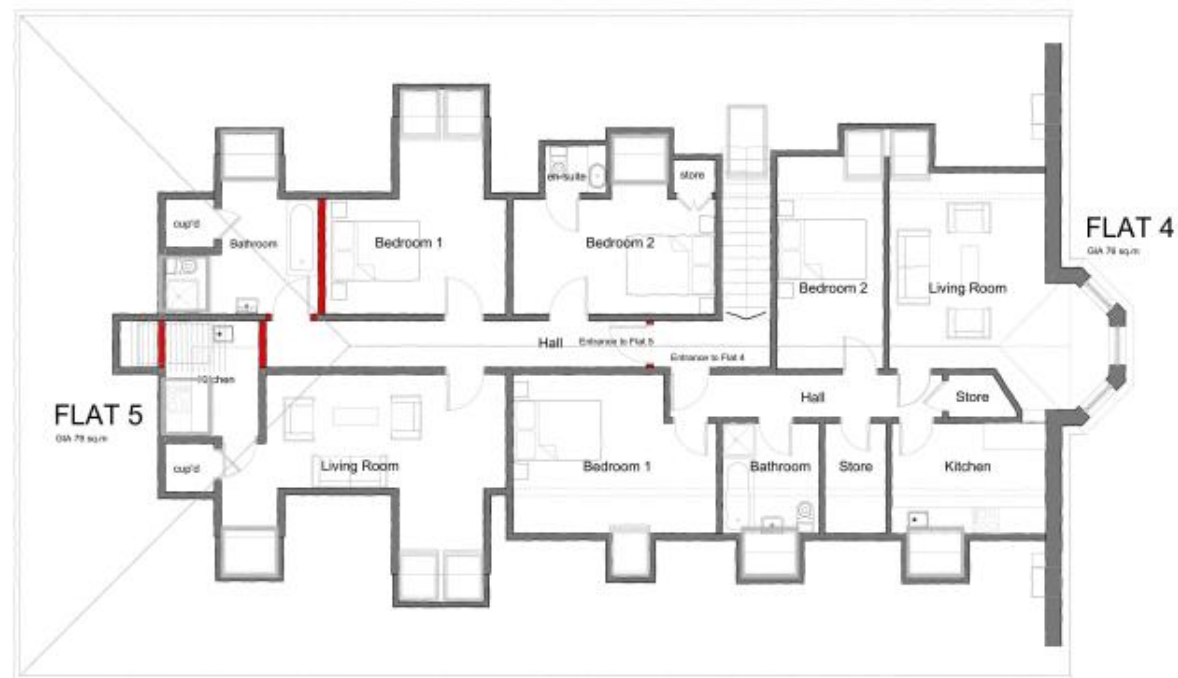 en-suite
store
cup'd
Bathroom
Bedroom 1
Bedroom 2
FLAT 4
GIA 76 sq.m
Bedroom 2
Living Room
Hall
Entrance to Flat 5
Entrance to Flat 4
Kitchen
FLAT 5
GIA 79 sq.m
Hall
Store
cup'd
Living Room
Bedroom 1
Bathroom
Store
Kitchen